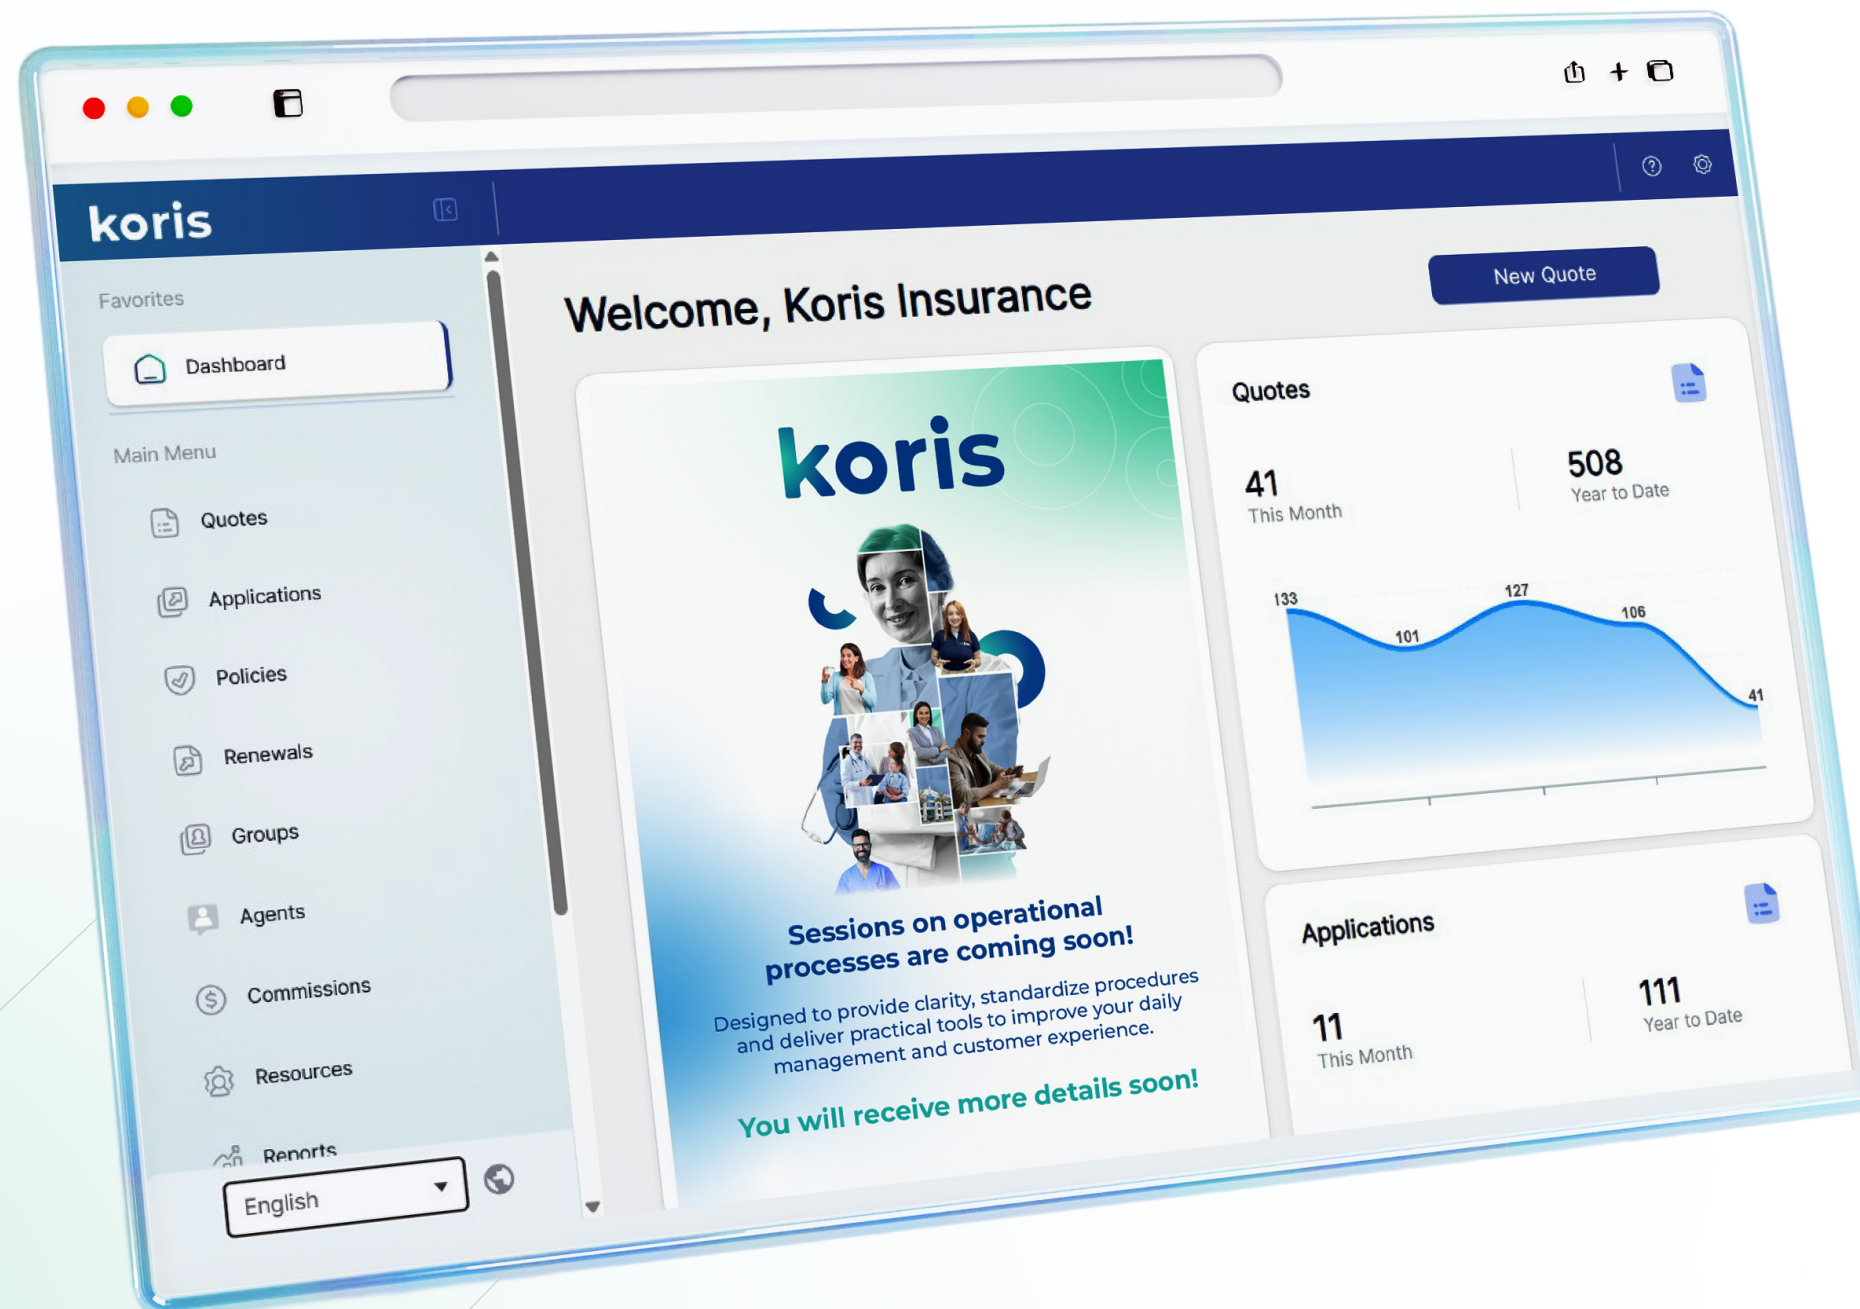 koris
Favorites
Dashboard
Main Menu
Quotes
Applications
Policies
Renewals
Groups
Agents
Commissions
Resources
Reports
English
Welcome, Koris Insurance
New Quote
koris
Sessions on operational
processes are coming soon!
Designed to provide clarity, standardize procedures
and deliver practical tools to improve your daily
management and customer experience.
You will receive more details soon!
Quotes
41
This Month
508
Year to Date
133
101
127
106
41
Applications
11
This Month
111
Year to Date